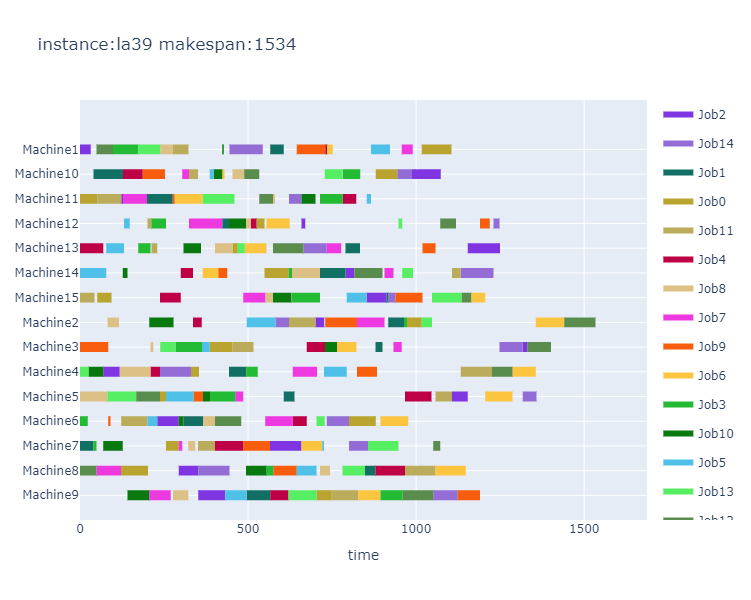 instance:la39 makespan:1534
Machine1
Machine10
Machine11
Machine12
Machine13
Machine14
Machine15
Machine2
Machine3
Machine4
Machine5
Machine6
Machine7
Machine8
Machine9
0
500
1000
1500
time
Job2
Job14
Job1
Job0
Job11
Job4
Job8
Job7
Job9
Job6
Job3
Job10
Job5
Job13
Job12